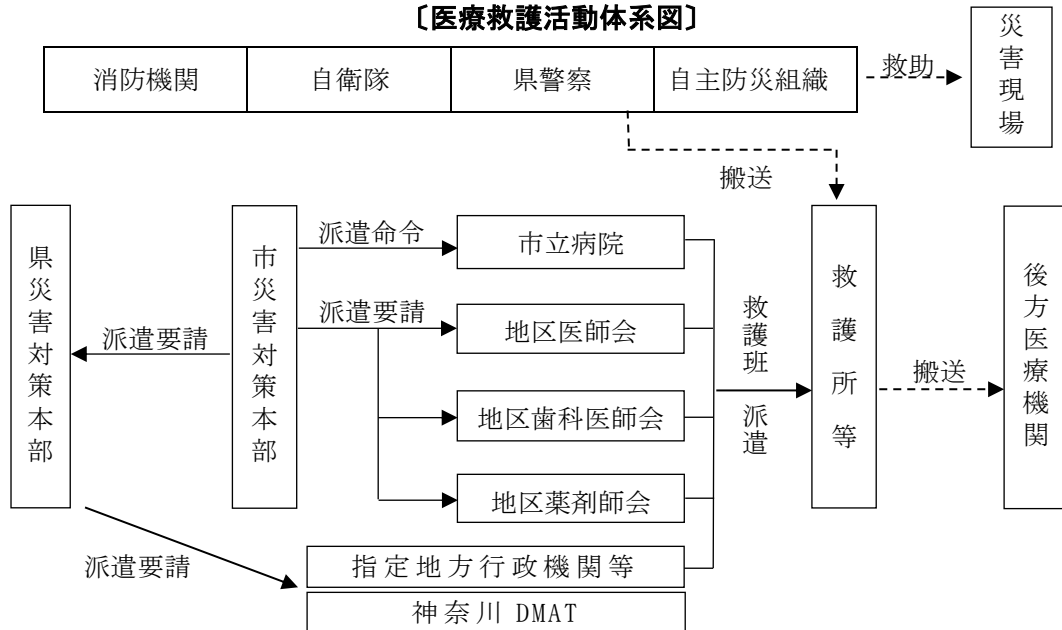 〔医療救護活動体系図〕
消防機関
自衛隊
県警察
自主防災組織
救助
災害現場
搬送
県災害対策本部
派遣要請
市災害対策本部
派遣命令
派遣要請
市立病院
地区医師会
地区歯科医師会
地区薬剤師会
救護班
派遣
救護所等
搬送
後方医療機関
派遣要請
指定地方行政機関等
神奈川 DMAT